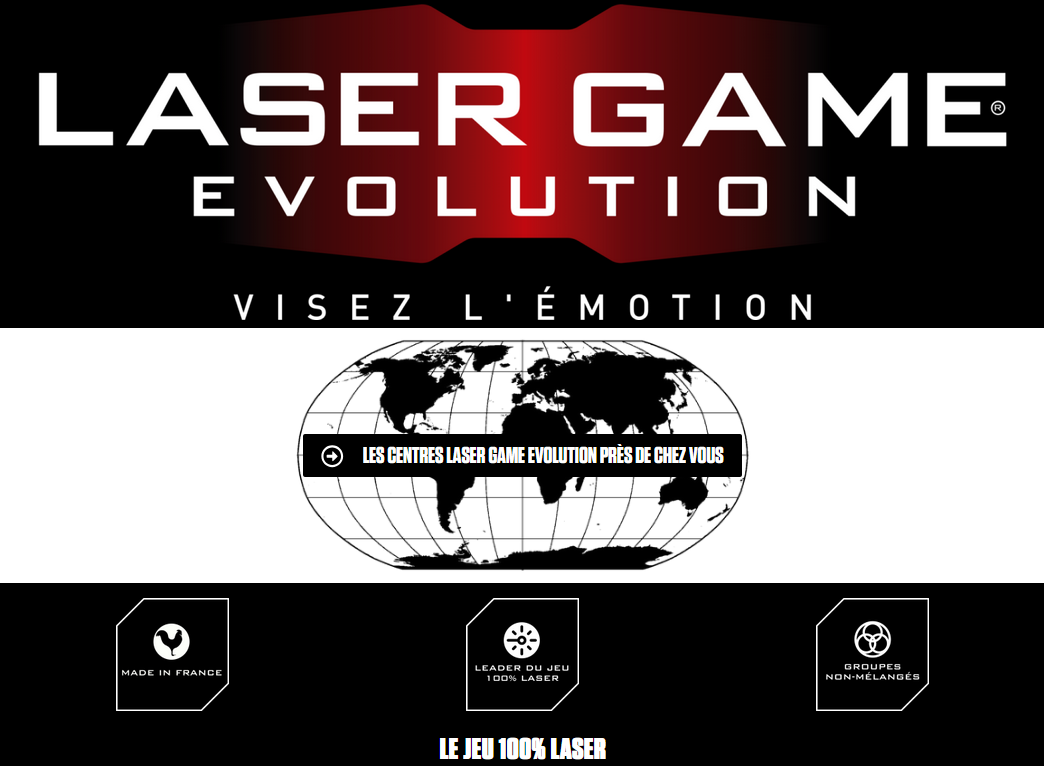 LASER GAME®
EVOLUTION
VISEZ L'ÉMOTION
LES CENTRES LASER GAME EVOLUTION PRÈS DE CHEZ VOUS
MADE IN FRANCE
LEADER DU JEU
100% LASER
GROUPES
NON-MÉLANGÉS
LE JEU 100% LASER